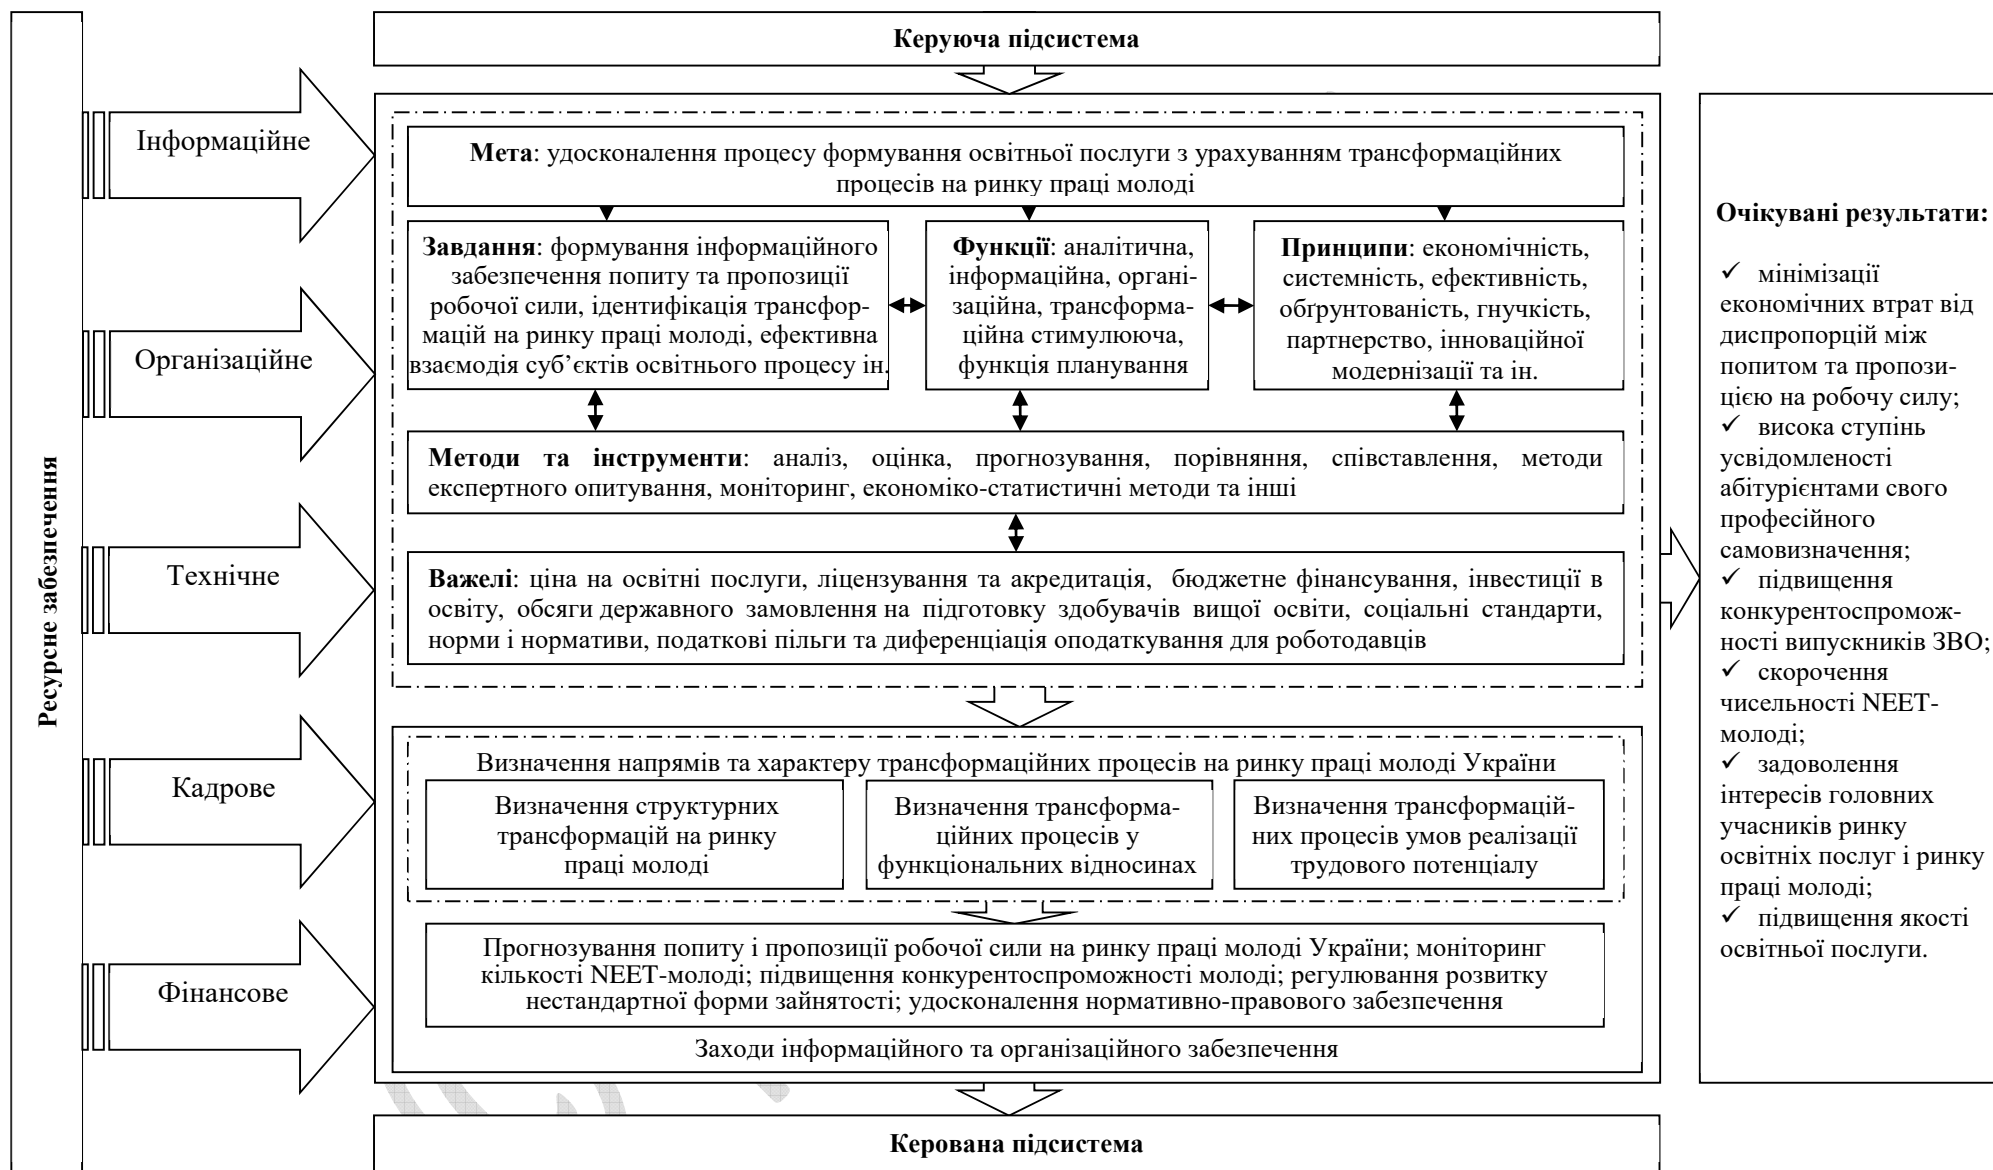 Керуюча підсистема
Ресурсне забезпечення
Інформаційне
Організаційне
Технічне
Кадрове
Фінансове
Мета: удосконалення процесу формування освітньої послуги з урахуванням трансформаційних
процесів на ринку праці молоді
Завдання: формування інформаційного
забезпечення попиту та пропозиції
робочої сили, ідентифікація трансфор-
мацій на ринку праці молоді, ефективна
взаємодія суб’єктів освітнього процесу ін.
Функції: аналітична,
інформаційна, органі-
заційна, трансформа-
ційна стимулююча,
функція планування
Принципи: економічність,
системність, ефективність,
обґрунтованість, гнучкість,
партнерство, інноваційної
модернізації та ін.
Методи та інструменти: аналіз, оцінка, прогнозування, порівняння, співставлення, методи
експертного опитування, моніторинг, економіко-статистичні методи та інші
Важелі: ціна на освітні послуги, ліцензування та акредитація, бюджетне фінансування, інвестиції в
освіту, обсяги державного замовлення на підготовку здобувачів вищої освіти, соціальні стандарти,
норми і нормативи, податкові пільги та диференціація оподаткування для роботодавців
Визначення напрямів та характеру трансформаційних процесів на ринку праці молоді України
Визначення структурних
трансформацій на ринку
праці молоді
Визначення трансформа-
ційних процесів у
функціональних відносинах
Визначення трансформацій-
них процесів умов реалізації
трудового потенціалу
Прогнозування попиту і пропозиції робочої сили на ринку праці молоді України; моніторинг
кількості NEET-молоді; підвищення конкурентоспроможності молоді; регулювання розвитку
нестандартної форми зайнятості; удосконалення нормативно-правового забезпечення
Заходи інформаційного та організаційного забезпечення
Керована підсистема
Очікувані результати:
✓ мінімізації
економічних втрат від
диспропорцій між
попитом та пропози-
цією на робочу силу;
✓ висока ступінь
усвідомленості
абітурієнтами свого
професійного
самовизначення;
✓ підвищення
конкурентоспромож-
ності випускників ЗВО;
✓ скорочення
чисельності NEET-
молоді;
✓ задоволення
інтересів головних
учасників ринку
освітніх послуг і ринку
праці молоді;
✓ підвищення якості
освітньої послуги.